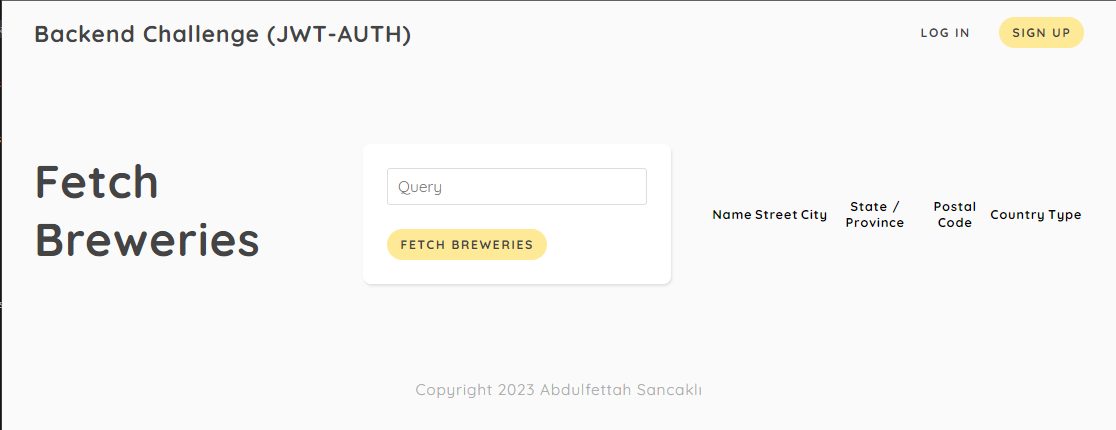 Backend Challenge (JWT-AUTH)
LOG IN
SIGN UP
Fetch
Breweries
Query
FETCH BREWERIES
Name Street City State / Province Postal Code Country Type
Copyright 2023 Abdulfettah Sancaklı